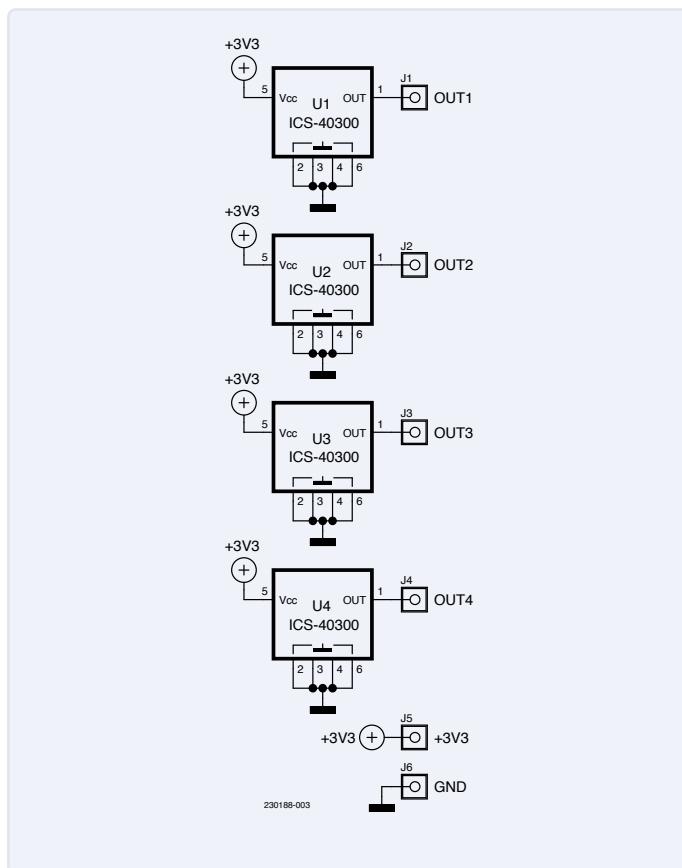 +3V3
J1
5 Vcc U1 OUT 1 OUT1
ICS-40300
2 3 4 6
+3V3
J2
5 Vcc U2 OUT 1 OUT2
ICS-40300
2 3 4 6
+3V3
J3
5 Vcc U3 OUT 1 OUT3
ICS-40300
2 3 4 6
+3V3
J4
5 Vcc U4 OUT 1 OUT4
ICS-40300
2 3 4 6
J5
+3V3 +3V3
J6
GND
230188-003